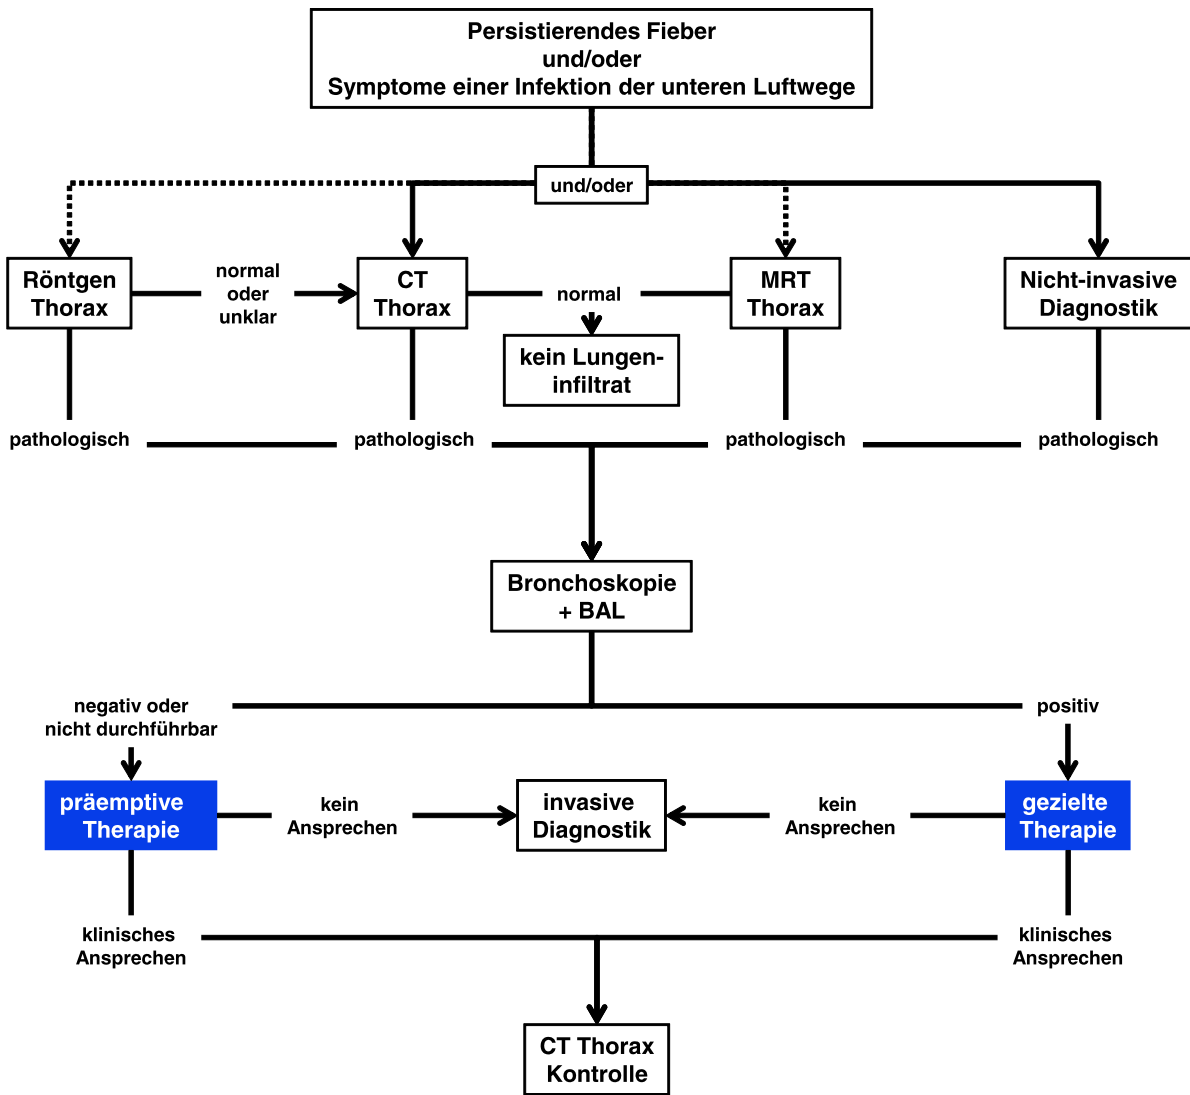 Persistierendes Fieber
und/oder
Symptome einer Infektion der unteren Luftwege
und/oder
Röntgen
Thorax
normal
oder
unklar
CT
Thorax
normal
MRT
Thorax
Nicht-invasive
Diagnostik
kein Lungen-
infiltrat
pathologisch
pathologisch
pathologisch
pathologisch
Bronchoskopie
+ BAL
negativ oder
nicht durchführbar
positiv
präemptive
Therapie
kein
Ansprechen
invasive
Diagnostik
kein
Ansprechen
gezielte
Therapie
klinisches
Ansprechen
klinisches
Ansprechen
CT Thorax
Kontrolle